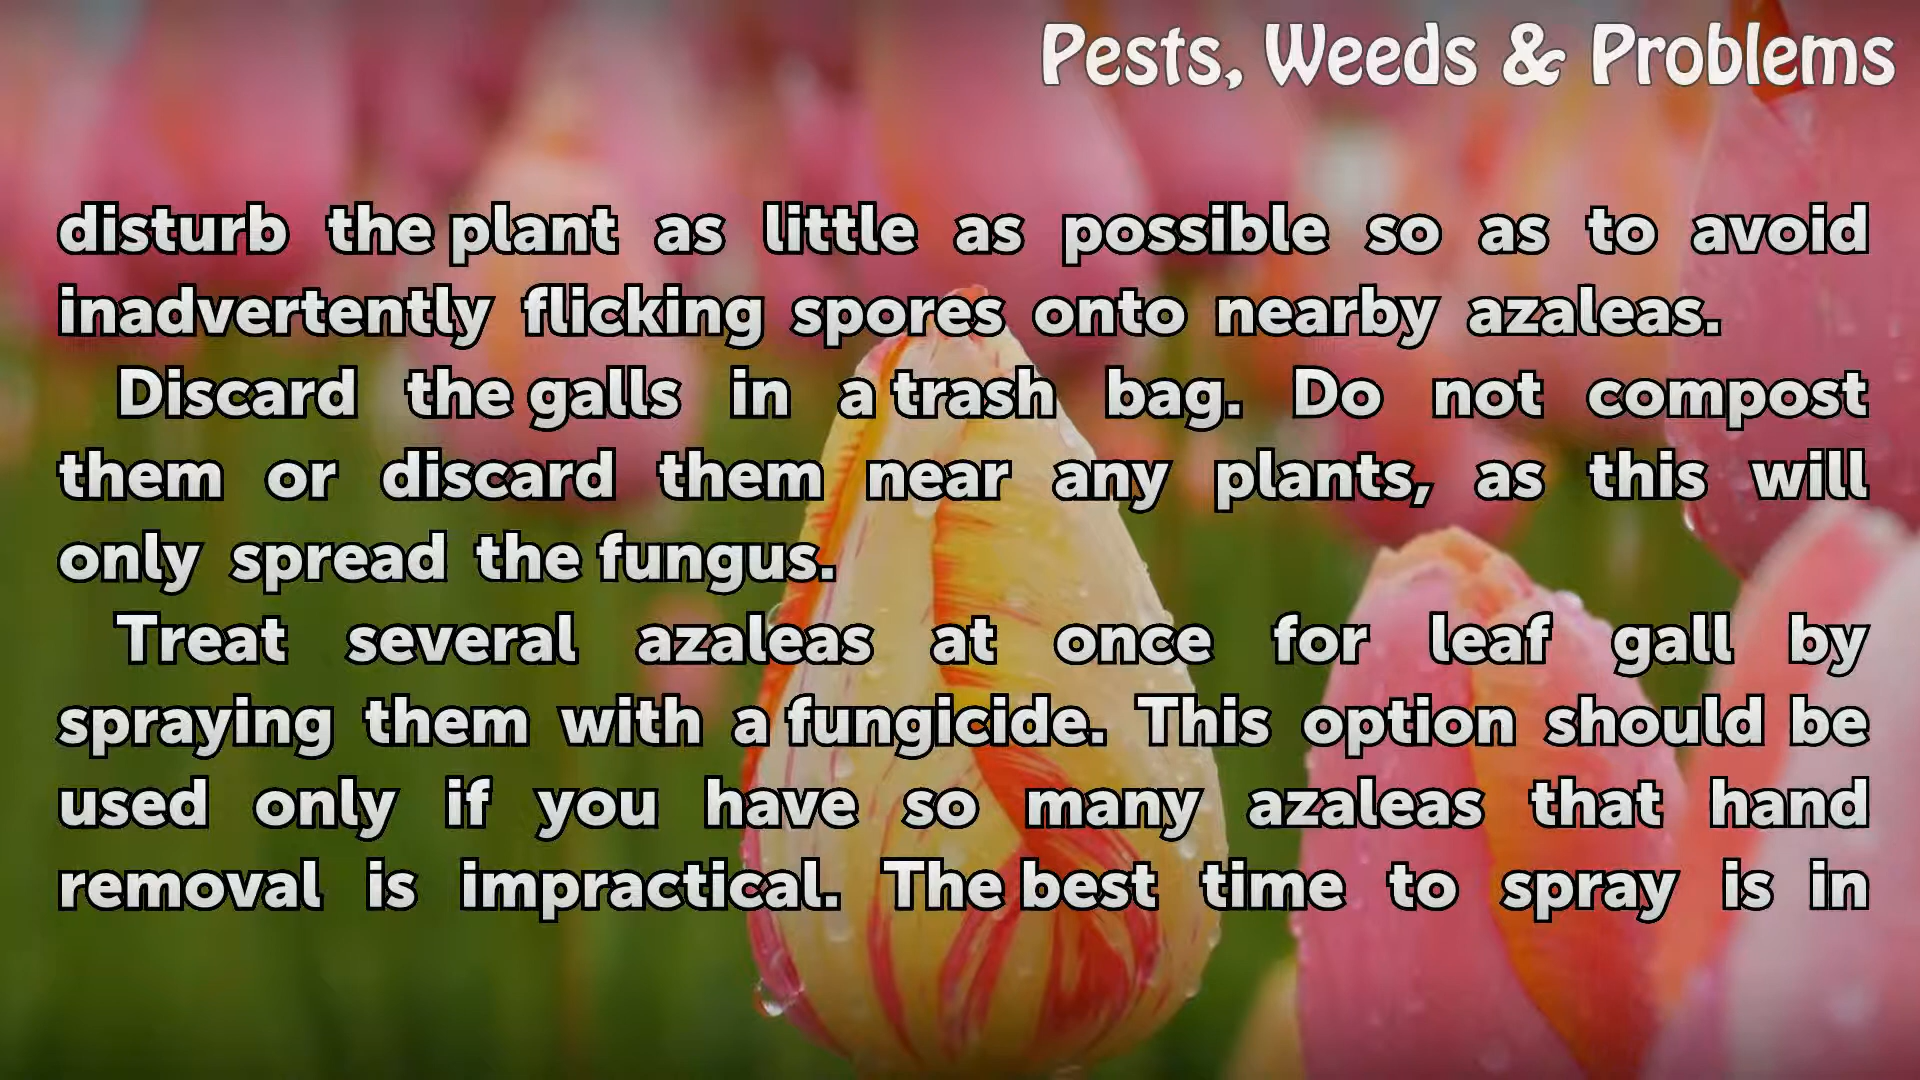 Pests, Weeds & Problems
disturb the plant as little as possible so as to avoid
inadvertently flicking spores onto nearby azaleas.
Discard the galls in a trash bag. Do not compost
them or discard them near any plants, as this will
only spread the fungus.
Treat several azaleas at once for leaf gall by
spraying them with a fungicide. This option should be
used only if you have so many azaleas that hand
removal is impractical. The best time to spray is in